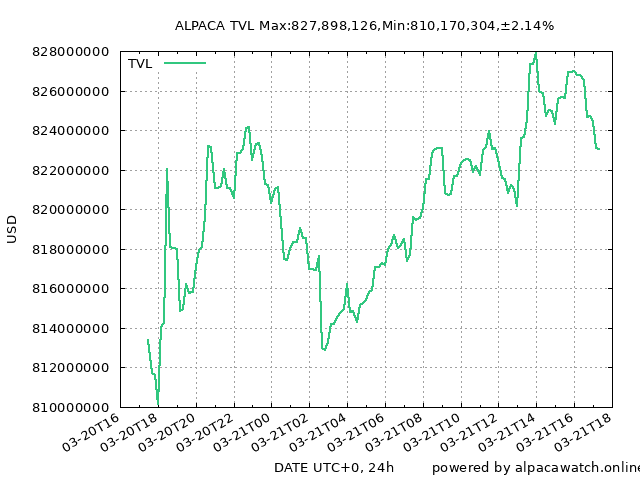 ALPACA TVL Max:827,898,126,Min:810,170,304,±2.14%
TVL
828000000
826000000
824000000
822000000
820000000
818000000
816000000
814000000
812000000
810000000
USD
03-20T16
03-20T18
03-20T20
03-20T22
03-21T00
03-21T02
03-21T04
03-21T06
03-21T08
03-21T10
03-21T12
03-21T14
03-21T16
03-21T18
DATE UTC+0, 24h
powered by alpacawatch.online